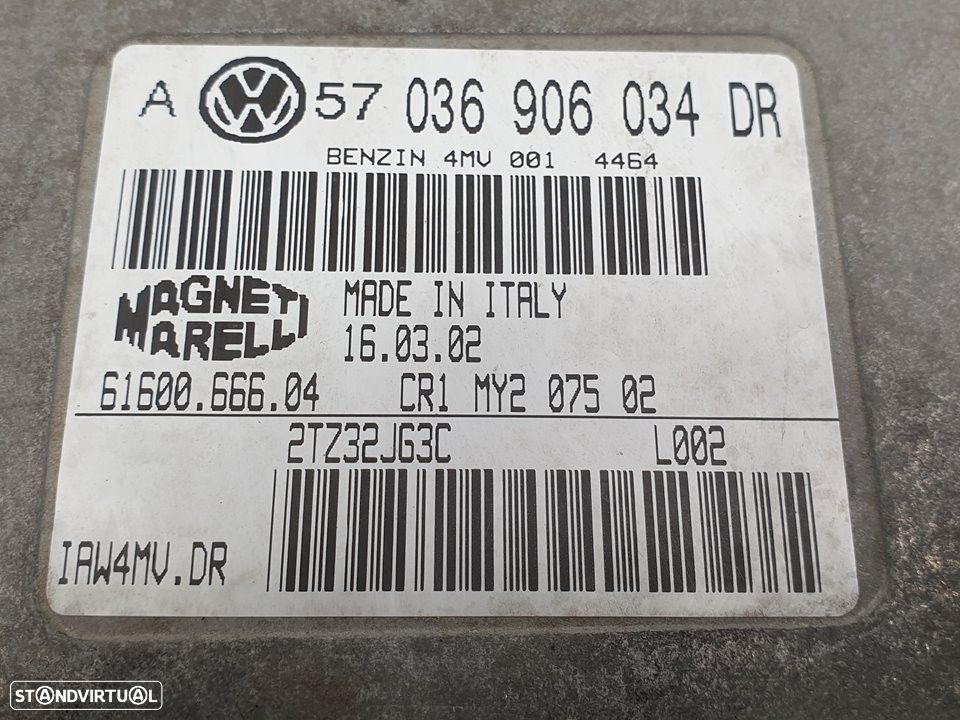 A VW 57 036 906 034 DR
BENZIN 4MV 001 4464
MAGNETI MARELLI
MADE IN ITALY
16.03.02
61600.666.04 CR1 MY2 075 02
2TZ32JG3C L002
IAW4MV.DR
STANDVIRTUAL